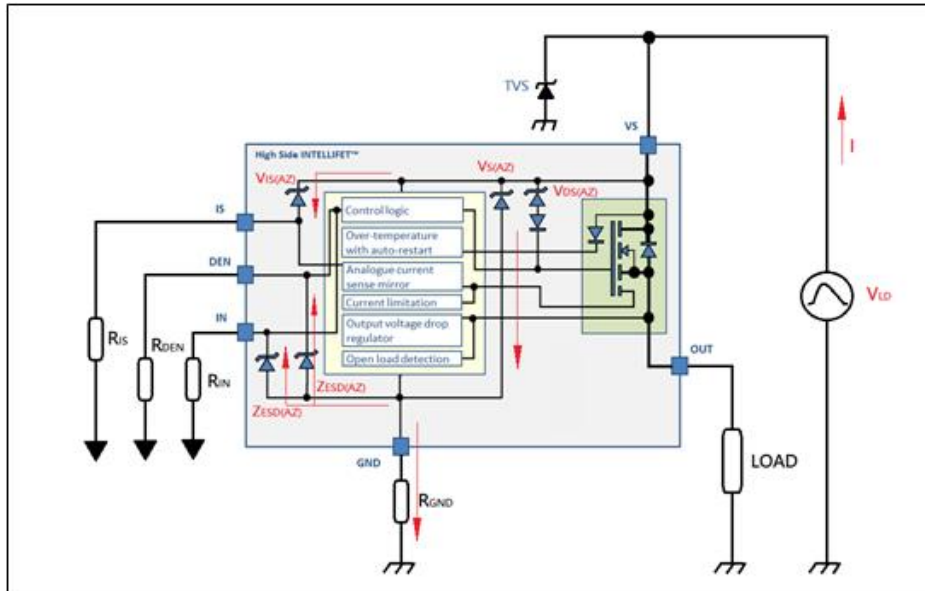 TVS
VS
High Side INTELLIFET™
VIS(AZ)
VS(AZ)
VDS(AZ)
I
IS
Control logic
Over-temperature
with auto-restart
DEN
Analogue current
sense mirror
Current limitation
VLD
IN
Output voltage drop
regulator
RIS
RDEN
RIN
Open load detection
OUT
ZESD(AZ)
ZESD(AZ)
GND
LOAD
RGND